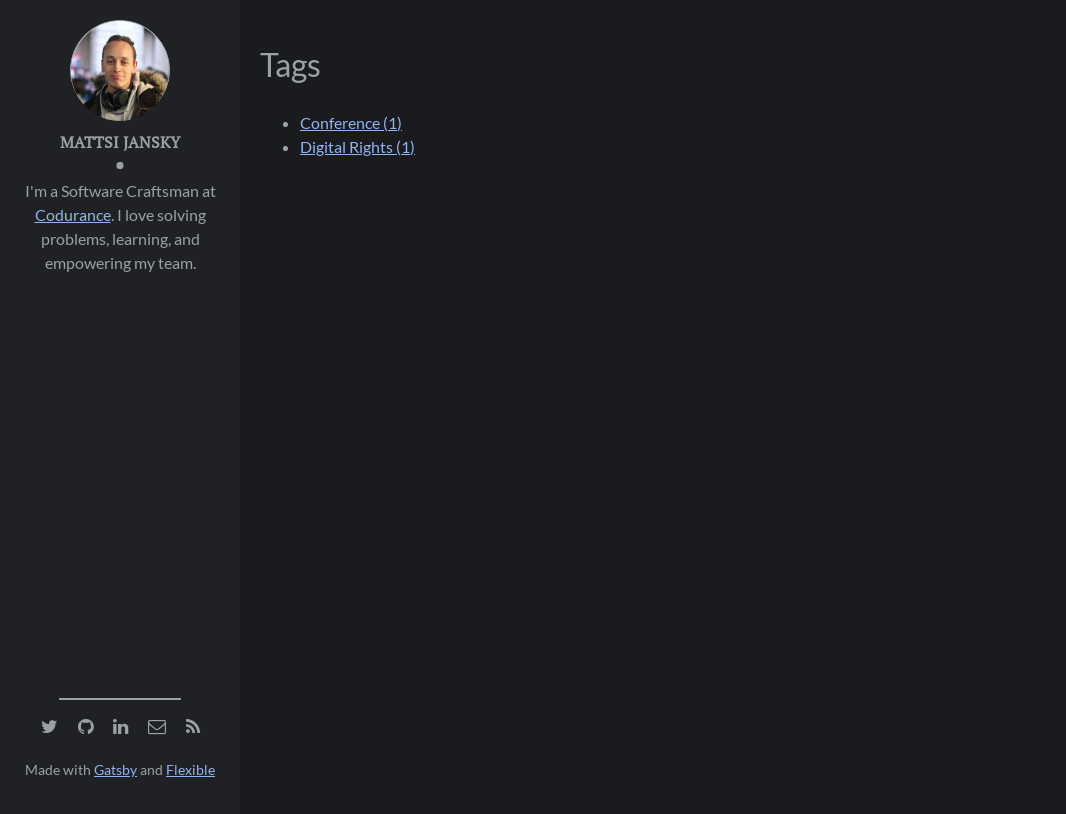 MATTSI JANSKY
I'm a Software Craftsman at
Codurance. I love solving
problems, learning, and
empowering my team.
Made with Gatsby and Flexible
Tags
Conference (1)
Digital Rights (1)